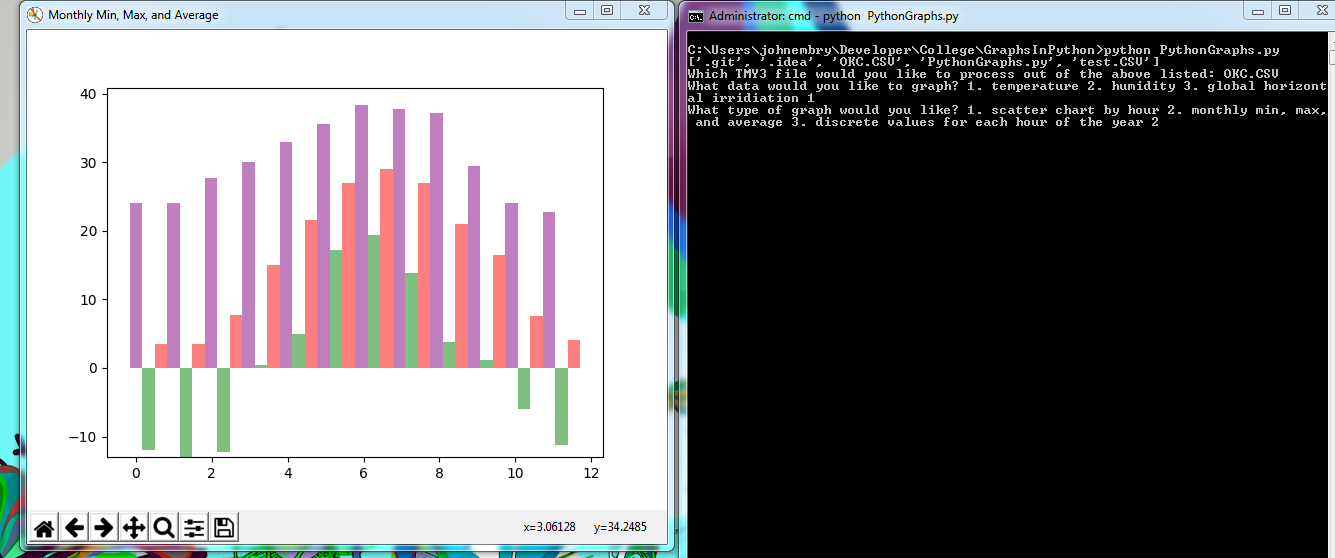 Monthly Min, Max, and Average
40
30
20
10
0
−10
0 2 4 6 8 10 12
x=3.06128 y=34.2485
Administrator: cmd - python PythonGraphs.py
C:\Users\johnembry\Developer\College\GraphsInPython>python PythonGraphs.py
['.git', '.idea', 'OKC.CSV', 'PythonGraphs.py', 'test.CSV']
Which TMY3 file would you like to process out of the above listed: OKC.CSV
What data would you like to graph? 1. temperature 2. humidity 3. global horizont
al irridiation 1
What type of graph would you like? 1. scatter chart by hour 2. monthly min, max,
and average 3. discrete values for each hour of the year 2